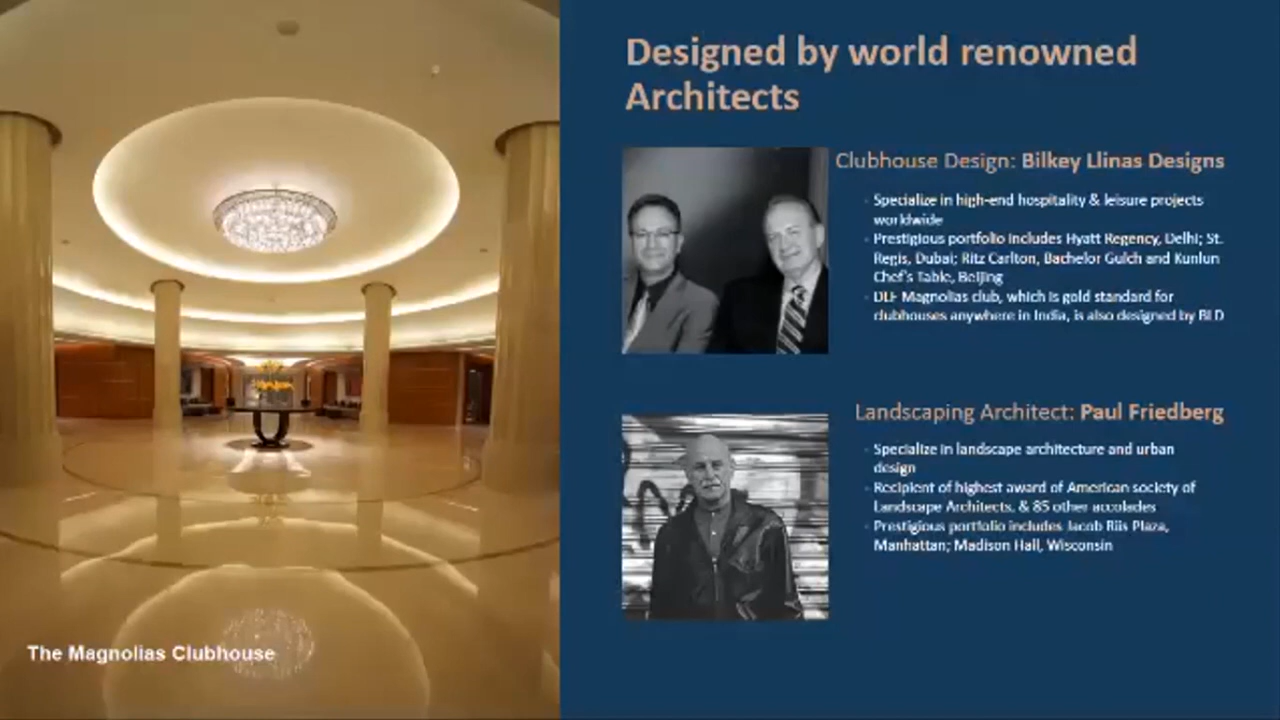 Designed by world renowned
Architects
Clubhouse Design: Bilkey Llinas Designs
Specialize in high-end hospitality & leisure projects
worldwide
Prestigious portfolio includes Hyatt Regency, Delhi; St.
Regis, Dubai; Ritz Carlton, Bachelor Gulch and Kunlun
Chef's Table, Beijing
DLF Magnolias club, which is gold standard for
clubhouses anywhere in India, is also designed by BLD
Landscaping Architect: Paul Friedberg
Specialize in landscape architecture and urban
design
Recipient of highest award of American society of
Landscape Architects, & 85 other accolades
Prestigious portfolio includes Jacob Riis Plaza,
Manhattan; Madison Hall, Wisconsin
The Magnolias Clubhouse